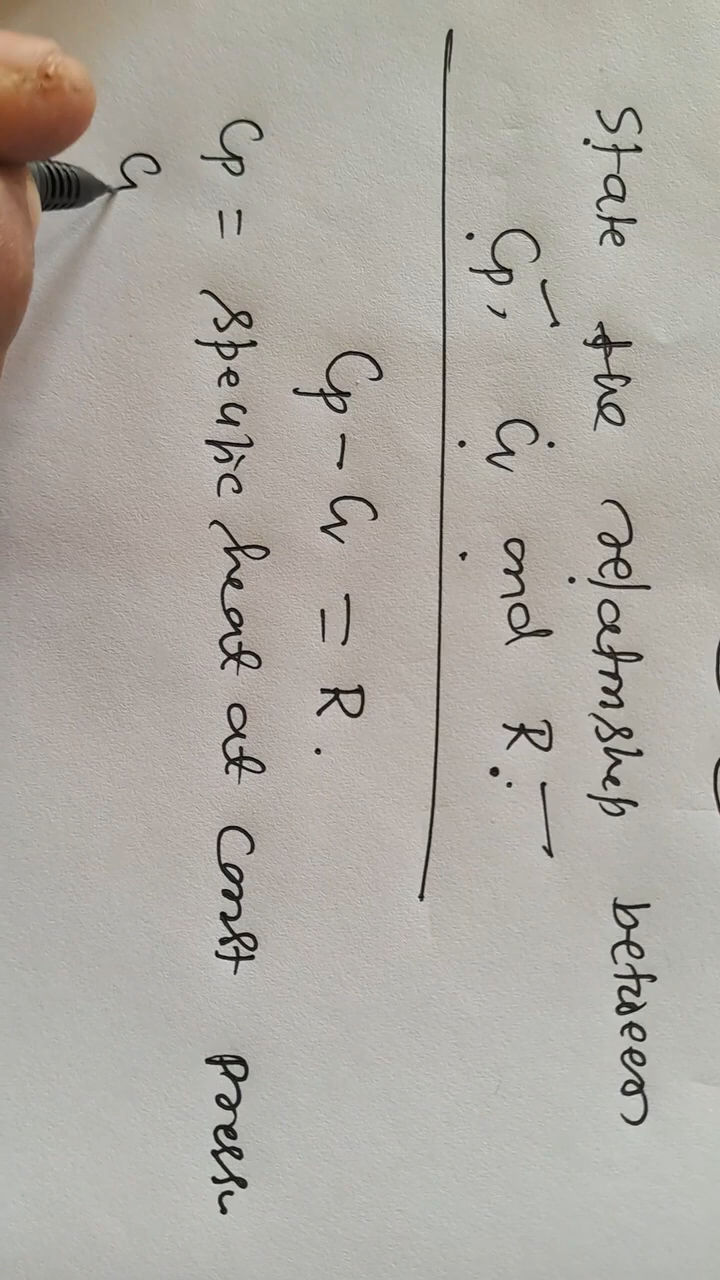 State the relationship between
Cp, Cv and R.
Cp - Cv = R.
Cp = specific heat at const pressu
Cv